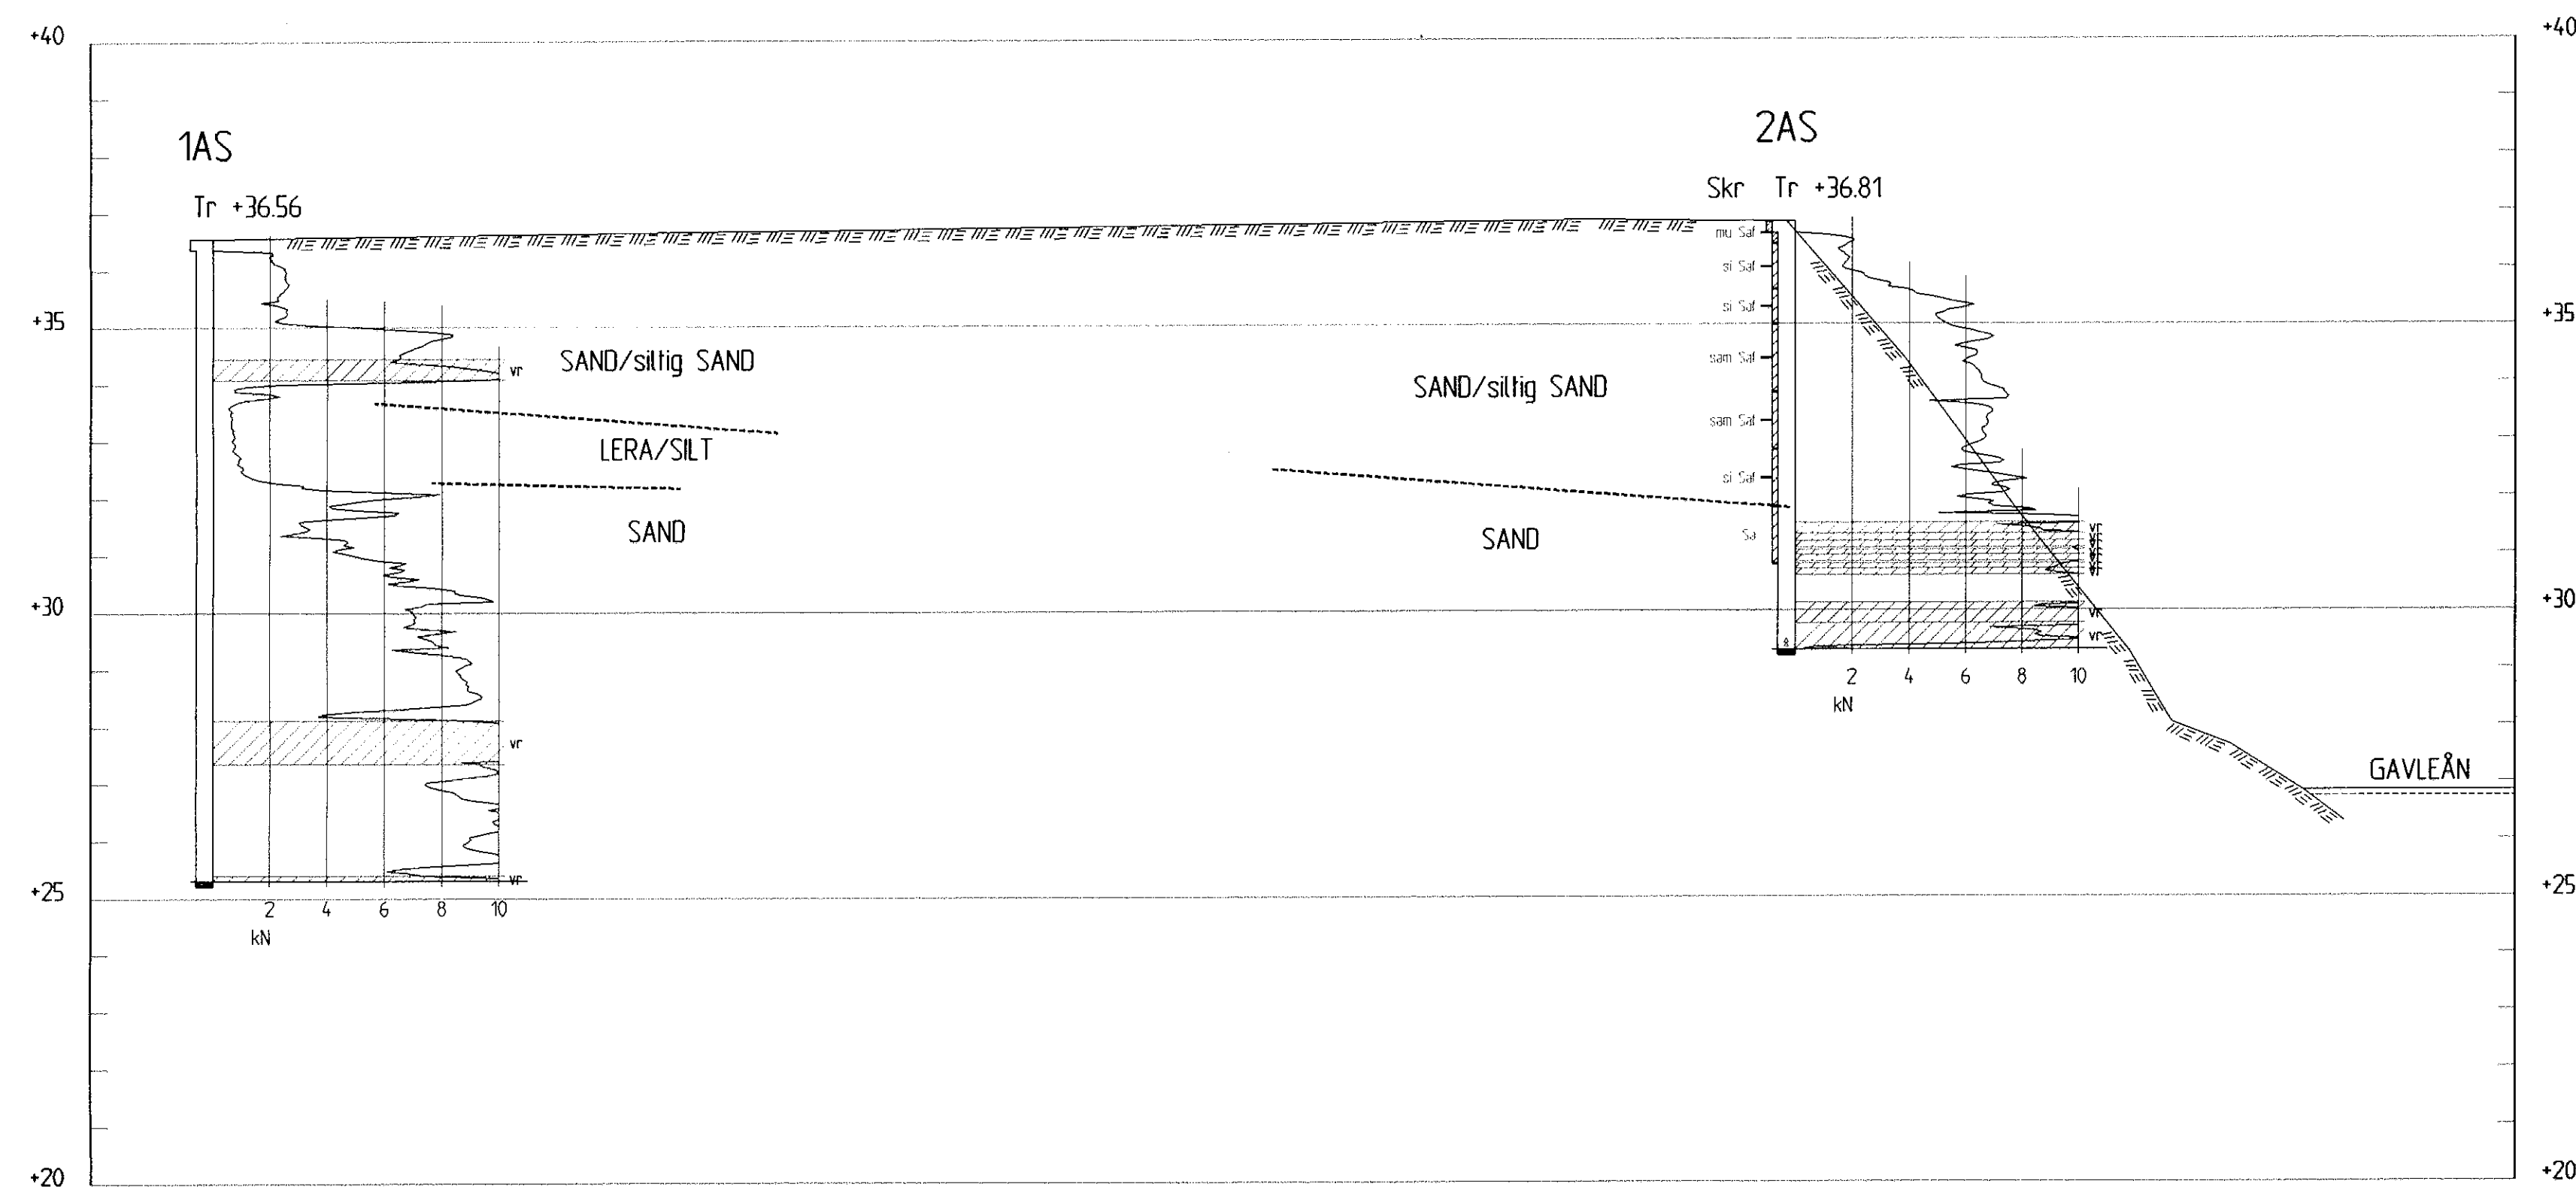 +40 +40
1AS
2AS
Tr +36.56
Skr Tr +36.81
mu Saf
si Saf
si Saf
+35 +35
SAND/siltig SAND
vr
sam Saf
SAND/siltig SAND
sam Saf
LERA/SILT
si Saf
SAND
SAND
Sa
vr
+30 +30
vr
vr
2 4 6 8 10
kN
vr
GAVLEÅN
vr
+25 +25
2 4 6 8 10
kN
+20 +20